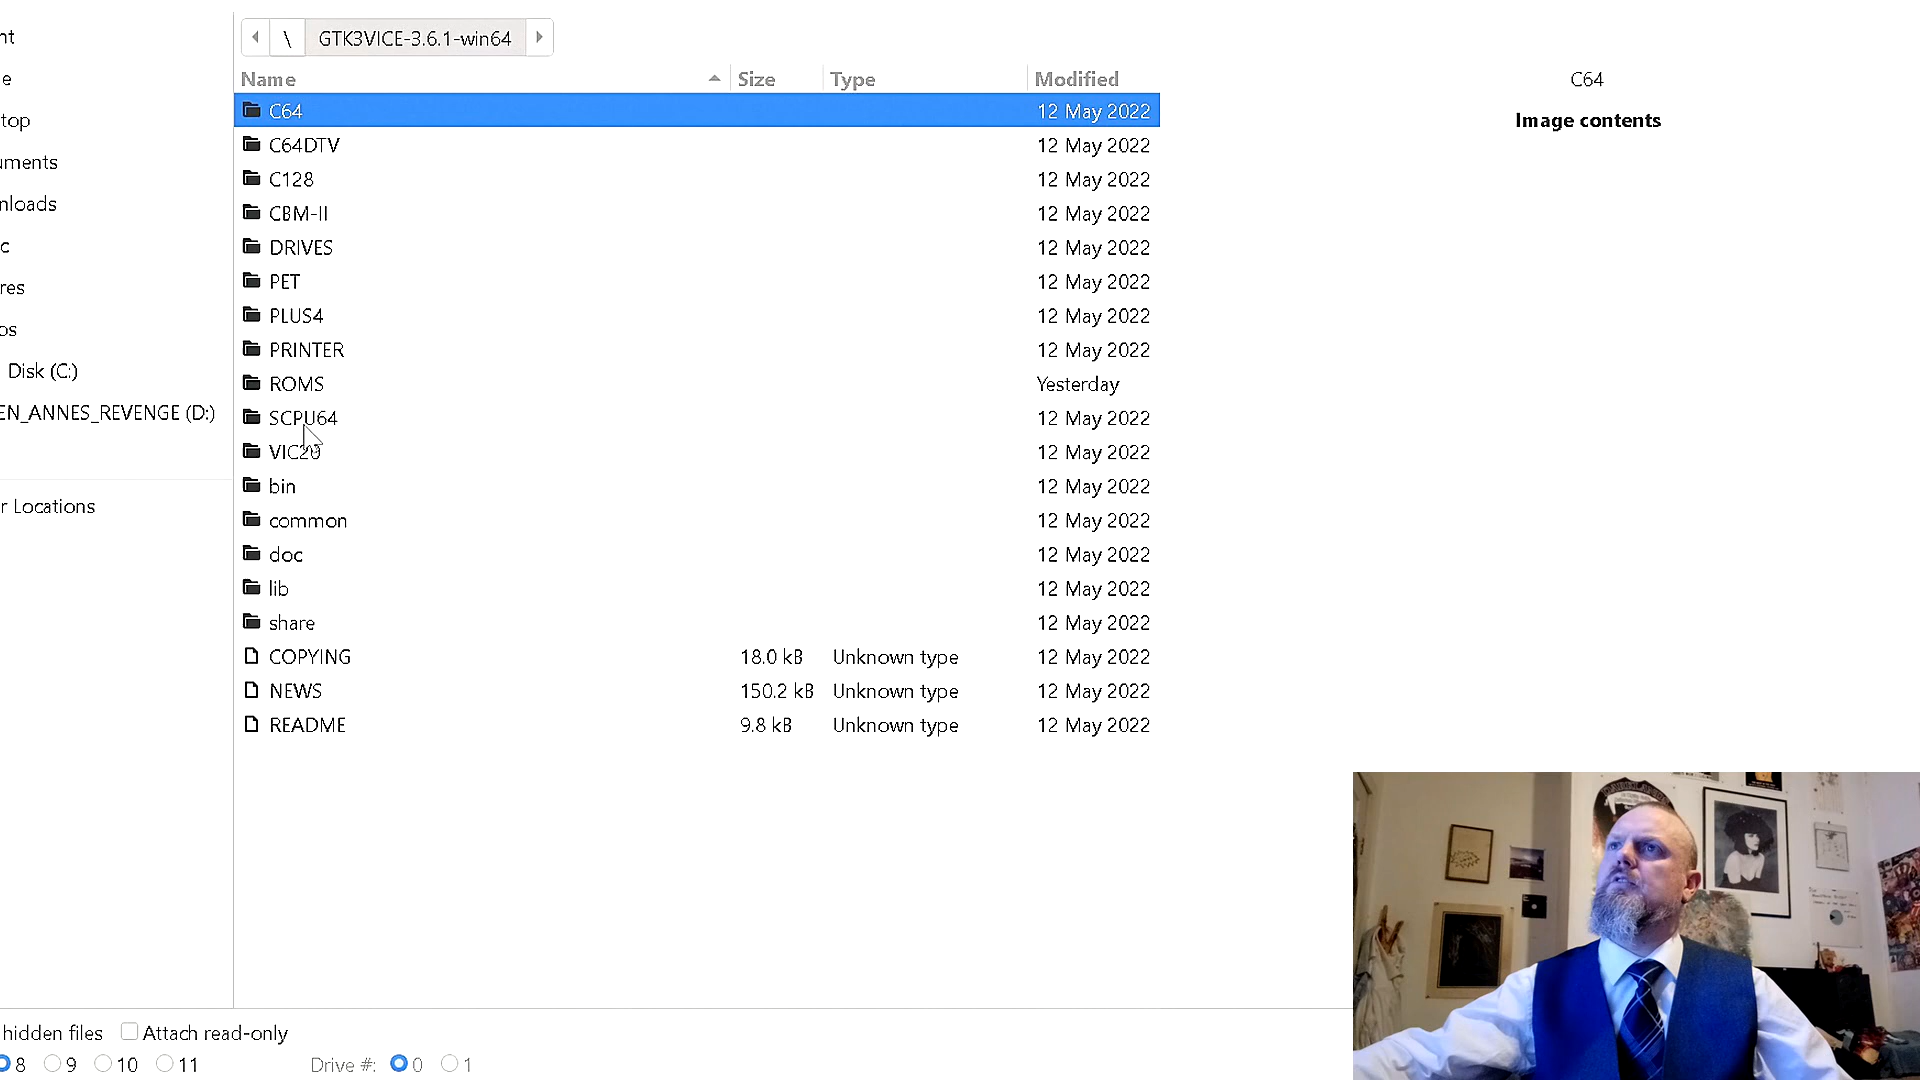 nt
e
top
uments
nloads
c
res
os
Disk (C:)
EN_ANNES_REVENGE (D:)
r Locations
\ GTK3VICE-3.6.1-win64
Name Size Type Modified
C64 12 May 2022
C64DTV 12 May 2022
C128 12 May 2022
CBM-II 12 May 2022
DRIVES 12 May 2022
PET 12 May 2022
PLUS4 12 May 2022
PRINTER 12 May 2022
ROMS Yesterday
SCPU64 12 May 2022
VIC20 12 May 2022
bin 12 May 2022
common 12 May 2022
doc 12 May 2022
lib 12 May 2022
share 12 May 2022
COPYING 18.0 kB Unknown type 12 May 2022
NEWS 150.2 kB Unknown type 12 May 2022
README 9.8 kB Unknown type 12 May 2022
C64
Image contents
hidden files Attach read-only
8 9 10 11 Drive #: 0 1